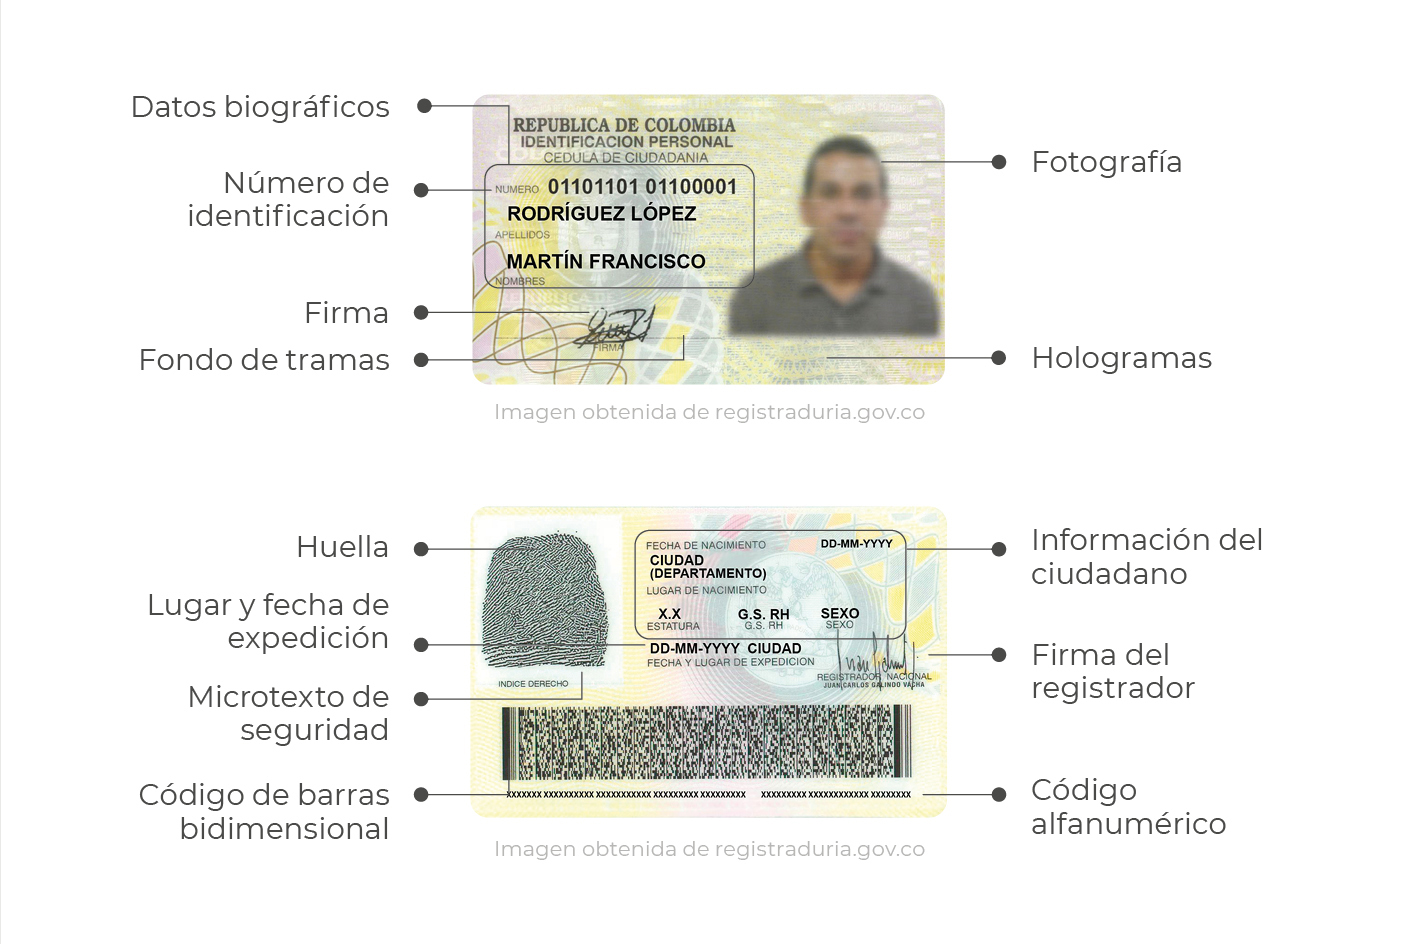 Datos biográficos
Número de
identificación
Firma
Fondo de tramas
REPUBLICA DE COLOMBIA
IDENTIFICACION PERSONAL
CEDULA DE CIUDADANIA
NUMERO 01101101 01100001
RODRÍGUEZ LÓPEZ
APELLIDOS
MARTÍN FRANCISCO
NOMBRES
FIRMA
Fotografía
Hologramas
Imagen obtenida de registraduria.gov.co
Huella
Lugar y fecha de
expedición
Microtexto de
seguridad
Código de barras
bidimensional
INDICE DERECHO
FECHA DE NACIMIENTO DD-MM-YYYY
CIUDAD
(DEPARTAMENTO)
LUGAR DE NACIMIENTO
X.X G.S. RH SEXO
ESTATURA G.S. RH SEXO
DD-MM-YYYY CIUDAD
FECHA Y LUGAR DE EXPEDICION
REGISTRADOR NACIONAL
JUAN CARLOS GALINDO VACHA
XXXXXXX XXXXXXXXXX XXXXXXXXXXX XXXXXXXXX XXXXXXXXX XXXXXXXXX XXXXXXXXXXXX XXXXXXXX
Información del
ciudadano
Firma del
registrador
Código
alfanumérico
Imagen obtenida de registraduria.gov.co